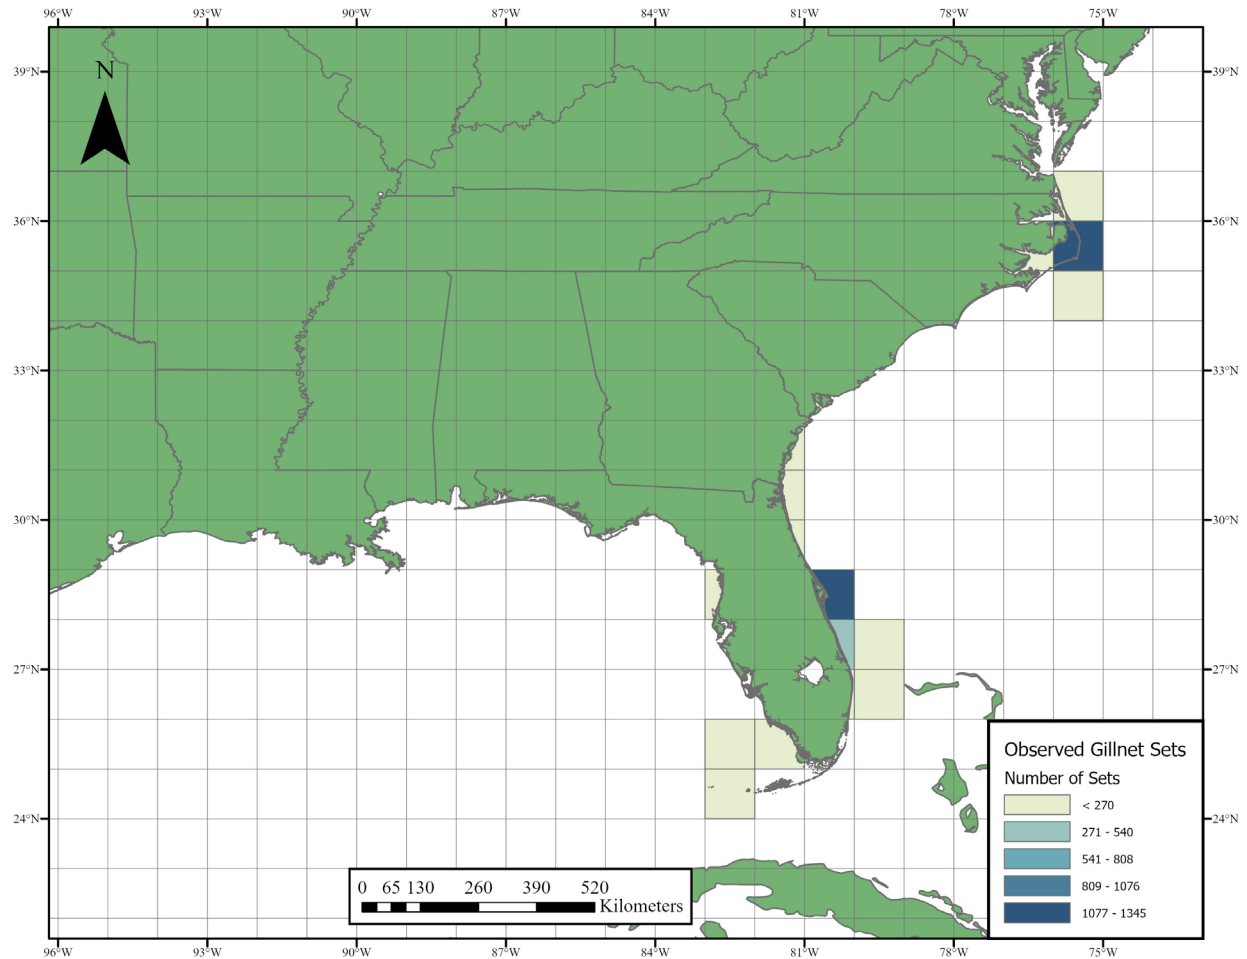 96°W 93°W 90°W 87°W 84°W 81°W 78°W 75°W
39°N 39°N
N
36°N 36°N
33°N 33°N
30°N 30°N
27°N 27°N
24°N 24°N
Observed Gillnet Sets
Number of Sets
< 270
271 - 540
541 - 808
809 - 1076
1077 - 1345
0 65 130 260 390 520
Kilometers
96°W 93°W 90°W 87°W 84°W 81°W 78°W 75°W